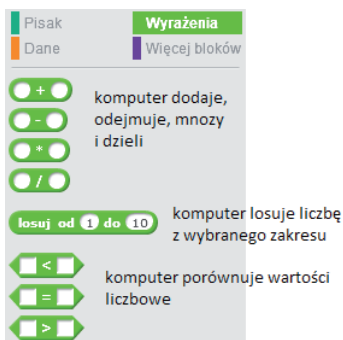 Pisak Wyrażenia
Dane Więcej bloków
+
-
*
/
komputer dodaje,
odejmuje, mnozy
i dzieli
losuj od 1 do 10
komputer losuje liczbę
z wybranego zakresu
<
=
>
komputer porównuje wartości
liczbowe